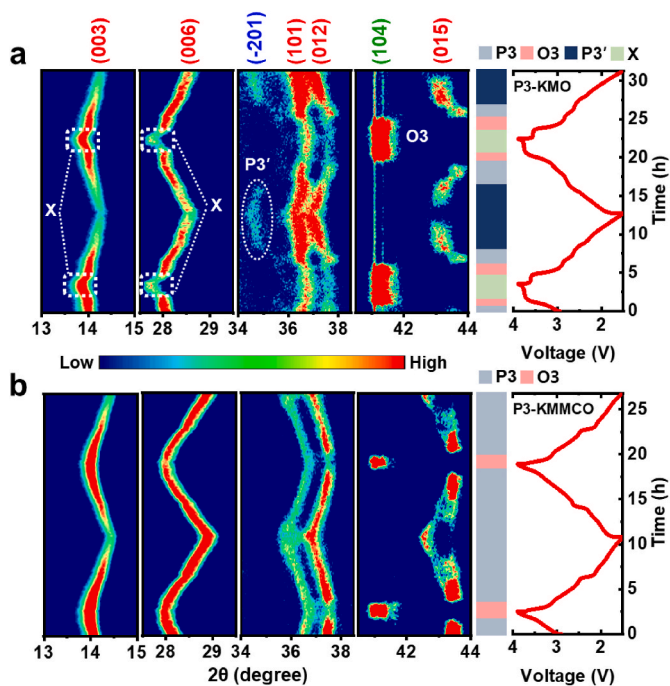 a
(003)
(006)
(-201)
(101)
(012)
(104)
(015)
P3 O3 P3′ X
X
X
P3′
O3
P3-KMO
30
25
20
15
10
5
0
Time (h)
13 14 15 28 29 34 36 38 40 42 44 4 3 2
Low High
Voltage (V)
b
P3 O3
P3-KMMCO
25
20
15
10
5
0
Time (h)
13 14 15 28 29 34 36 38 40 42 44 4 3 2
2θ (degree)
Voltage (V)